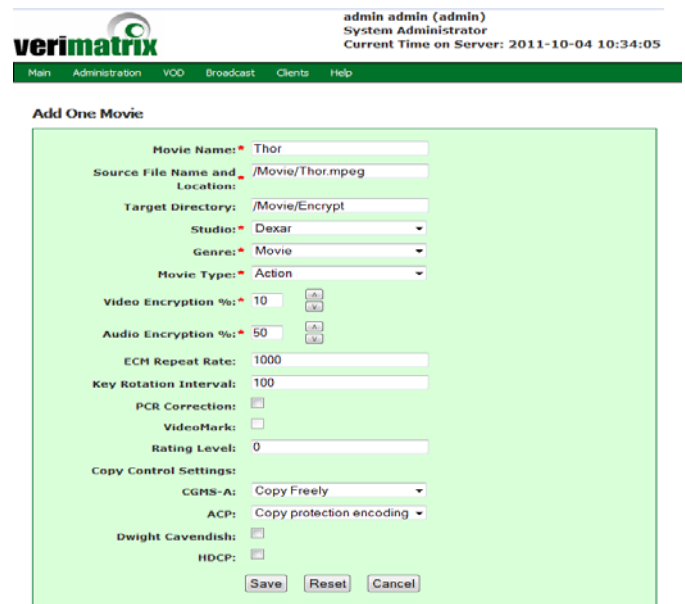 admin admin (admin)
System Administrator
Current Time on Server: 2011-10-04 10:34:05
verimatrix
Main Administration VOD Broadcast Clients Help
Add One Movie
Movie Name:* Thor
Source File Name and Location:* /Movie/Thor.mpeg
Target Directory: /Movie/Encrypt
Studio:* Dexar
Genre:* Movie
Movie Type:* Action
Video Encryption %:* 10
Audio Encryption %:* 50
ECM Repeat Rate: 1000
Key Rotation Interval: 100
PCR Correction:
VideoMark:
Rating Level: 0
Copy Control Settings:
CGMS-A: Copy Freely
ACP: Copy protection encoding
Dwight Cavendish:
HDCP:
Save Reset Cancel